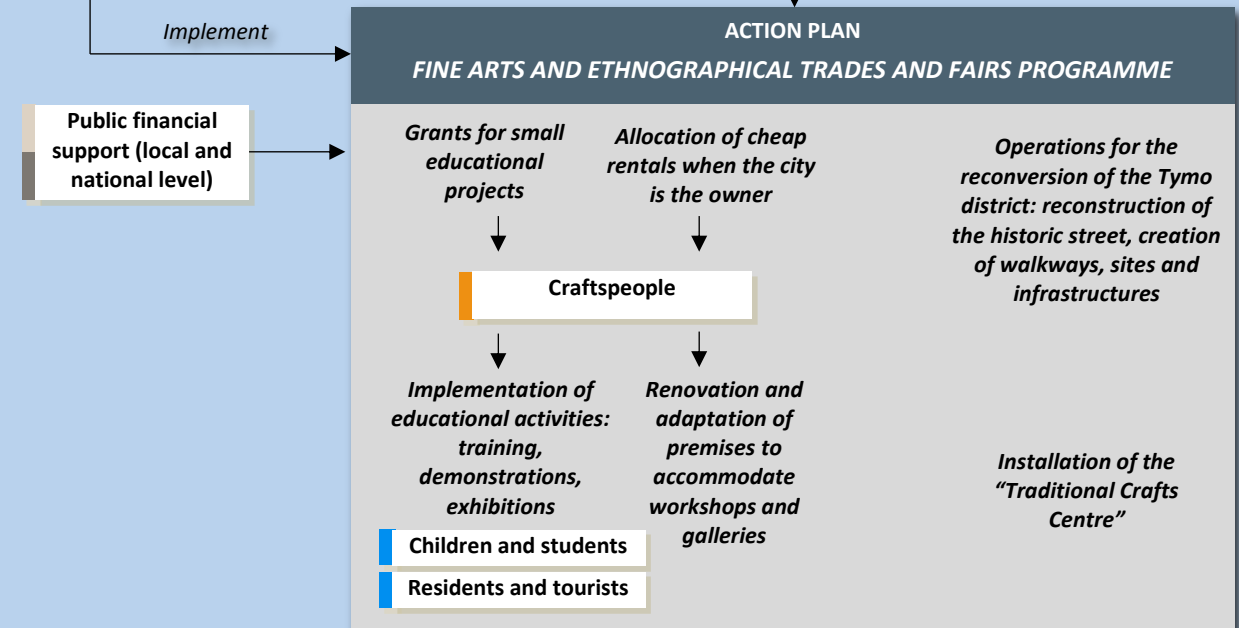 Implement
ACTION PLAN
FINE ARTS AND ETHNOGRAPHICAL TRADES AND FAIRS PROGRAMME
Public financial
support (local and
national level)
Grants for small
educational
projects
Allocation of cheap
rentals when the city
is the owner
Operations for the
reconversion of the Tymo
district: reconstruction of
the historic street, creation
of walkways, sites and
infrastructures
Craftspeople
Implementation of
educational activities:
training,
demonstrations,
exhibitions
Renovation and
adaptation of
premises to
accommodate
workshops and
galleries
Installation of the
“Traditional Crafts
Centre”
Children and students
Residents and tourists